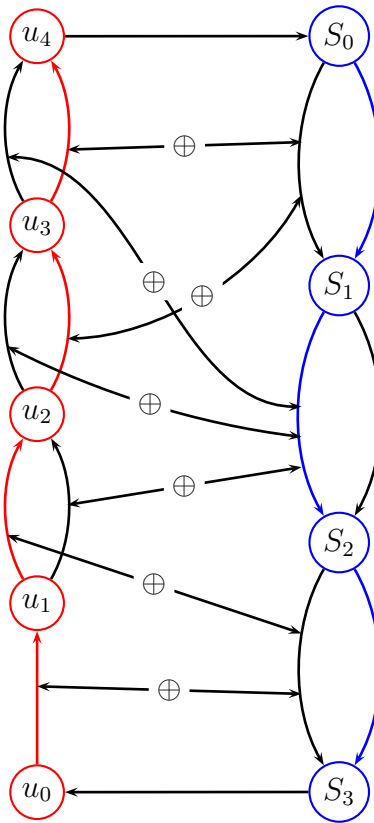 u₄ S₀
⊕
u₃
⊕
⊕
S₁
⊕
u₂
⊕
S₂
⊕
u₁
⊕
u₀ S₃